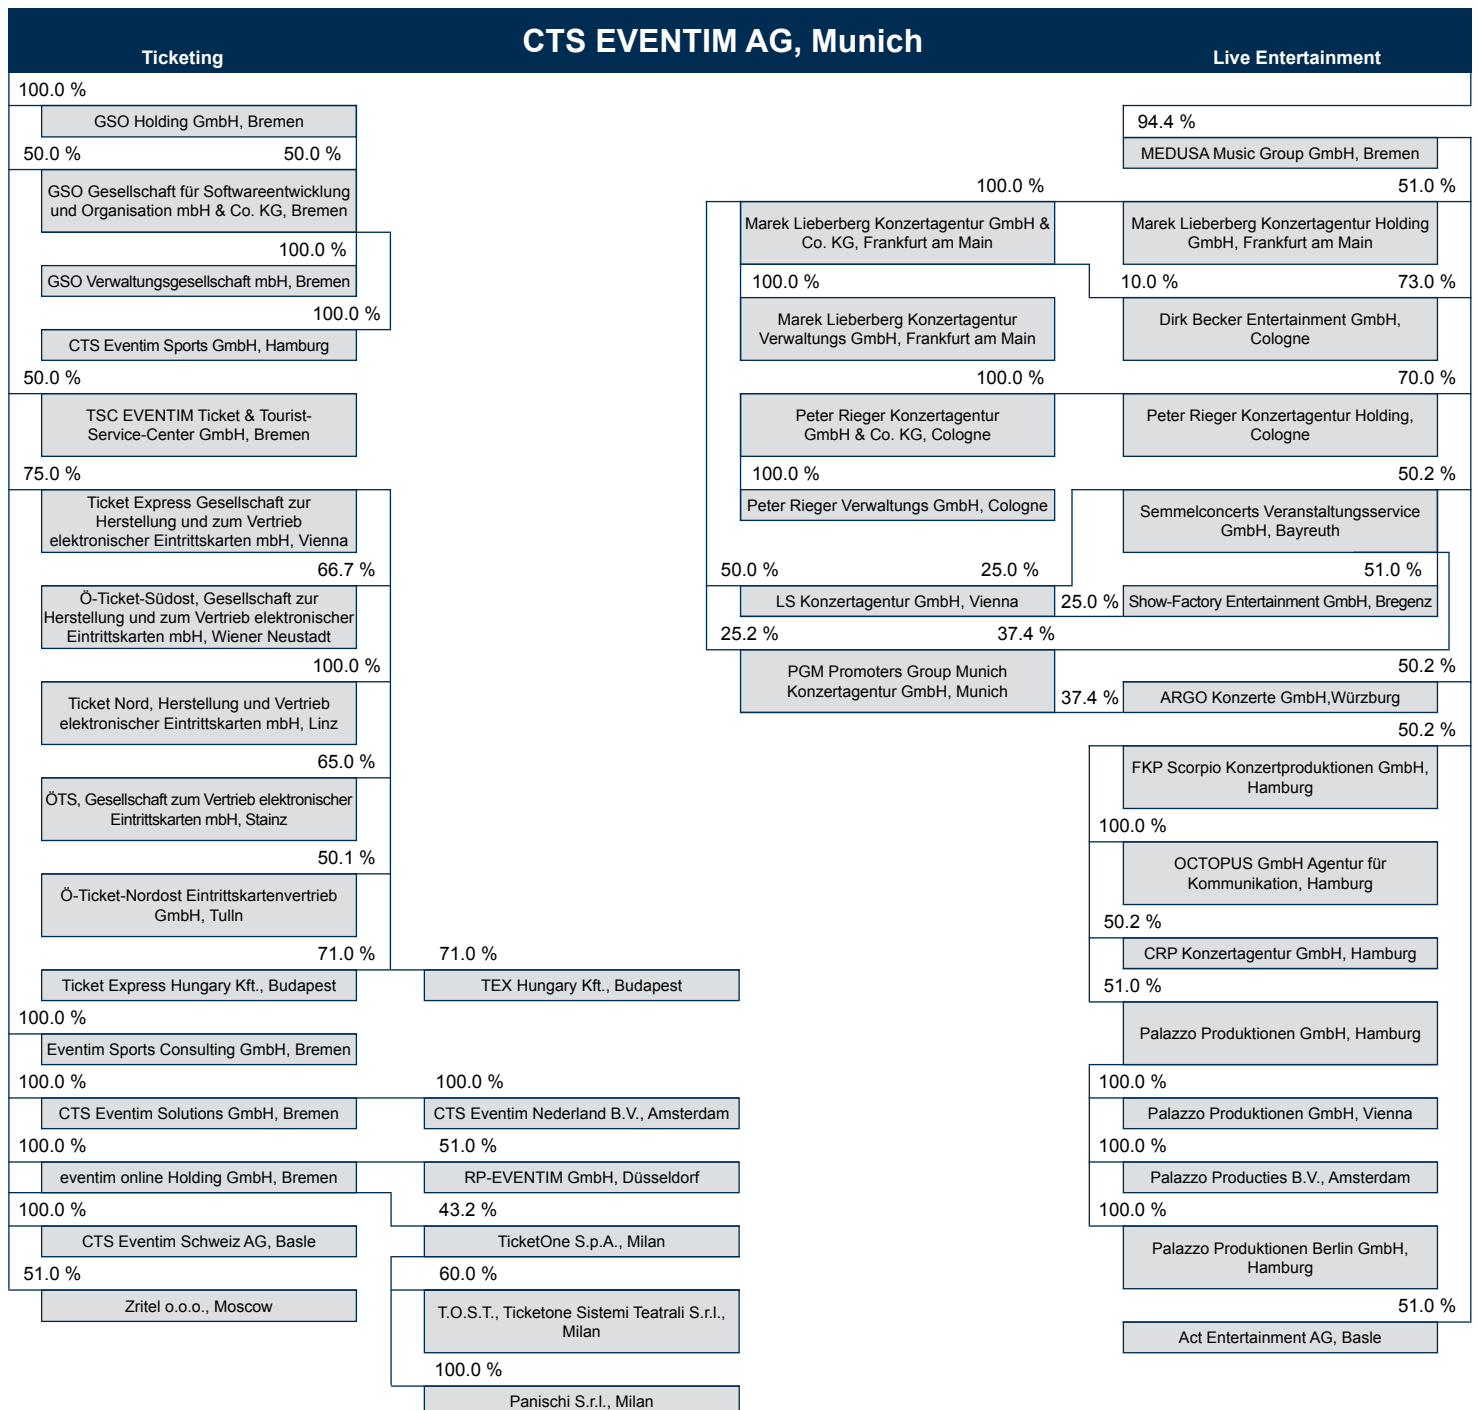 CTS EVENTIM AG, Munich
Ticketing
Live Entertainment
100.0 %
GSO Holding GmbH, Bremen
50.0 %
50.0 %
GSO Gesellschaft für Softwareentwicklung
und Organisation mbH & Co. KG, Bremen
100.0 %
GSO Verwaltungsgesellschaft mbH, Bremen
100.0 %
CTS Eventim Sports GmbH, Hamburg
50.0 %
TSC EVENTIM Ticket & Tourist-
Service-Center GmbH, Bremen
75.0 %
Ticket Express Gesellschaft zur
Herstellung und zum Vertrieb
elektronischer Eintrittskarten mbH, Vienna
66.7 %
Ö-Ticket-Südost, Gesellschaft zur
Herstellung und zum Vertrieb elektronischer
Eintrittskarten mbH, Wiener Neustadt
100.0 %
Ticket Nord, Herstellung und Vertrieb
elektronischer Eintrittskarten mbH, Linz
65.0 %
ÖTS, Gesellschaft zum Vertrieb elektronischer
Eintrittskarten mbH, Stainz
50.1 %
Ö-Ticket-Nordost Eintrittskartenvertrieb
GmbH, Tulln
71.0 %
71.0 %
Ticket Express Hungary Kft., Budapest
TEX Hungary Kft., Budapest
100.0 %
Eventim Sports Consulting GmbH, Bremen
100.0 %
100.0 %
CTS Eventim Solutions GmbH, Bremen
CTS Eventim Nederland B.V., Amsterdam
100.0 %
51.0 %
eventim online Holding GmbH, Bremen
RP-EVENTIM GmbH, Düsseldorf
100.0 %
43.2 %
CTS Eventim Schweiz AG, Basle
TicketOne S.p.A., Milan
51.0 %
60.0 %
Zritel o.o.o., Moscow
T.O.S.T., Ticketone Sistemi Teatrali S.r.l.,
Milan
100.0 %
Panischi S.r.l., Milan
94.4 %
MEDUSA Music Group GmbH, Bremen
100.0 %
51.0 %
Marek Lieberberg Konzertagentur GmbH &
Co. KG, Frankfurt am Main
Marek Lieberberg Konzertagentur Holding
GmbH, Frankfurt am Main
100.0 %
10.0 %
73.0 %
Marek Lieberberg Konzertagentur
Verwaltungs GmbH, Frankfurt am Main
Dirk Becker Entertainment GmbH,
Cologne
100.0 %
70.0 %
Peter Rieger Konzertagentur
GmbH & Co. KG, Cologne
Peter Rieger Konzertagentur Holding,
Cologne
100.0 %
50.2 %
Peter Rieger Verwaltungs GmbH, Cologne
Semmelconcerts Veranstaltungsservice
GmbH, Bayreuth
50.0 %
25.0 %
51.0 %
LS Konzertagentur GmbH, Vienna
25.0 %
Show-Factory Entertainment GmbH, Bregenz
25.2 %
37.4 %
PGM Promoters Group Munich
Konzertagentur GmbH, Munich
50.2 %
37.4 %
ARGO Konzerte GmbH,Würzburg
50.2 %
FKP Scorpio Konzertproduktionen GmbH,
Hamburg
100.0 %
OCTOPUS GmbH Agentur für
Kommunikation, Hamburg
50.2 %
CRP Konzertagentur GmbH, Hamburg
51.0 %
Palazzo Produktionen GmbH, Hamburg
100.0 %
Palazzo Produktionen GmbH, Vienna
100.0 %
Palazzo Producties B.V., Amsterdam
100.0 %
Palazzo Produktionen Berlin GmbH,
Hamburg
51.0 %
Act Entertainment AG, Basle